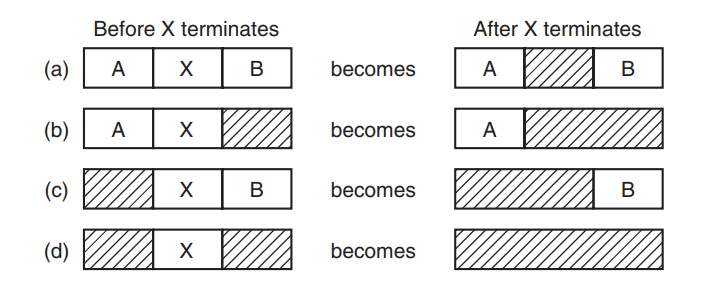 Before X terminates After X terminates
(a) A X B becomes A B
(b) A X becomes A
(c) X B becomes B
(d) X becomes